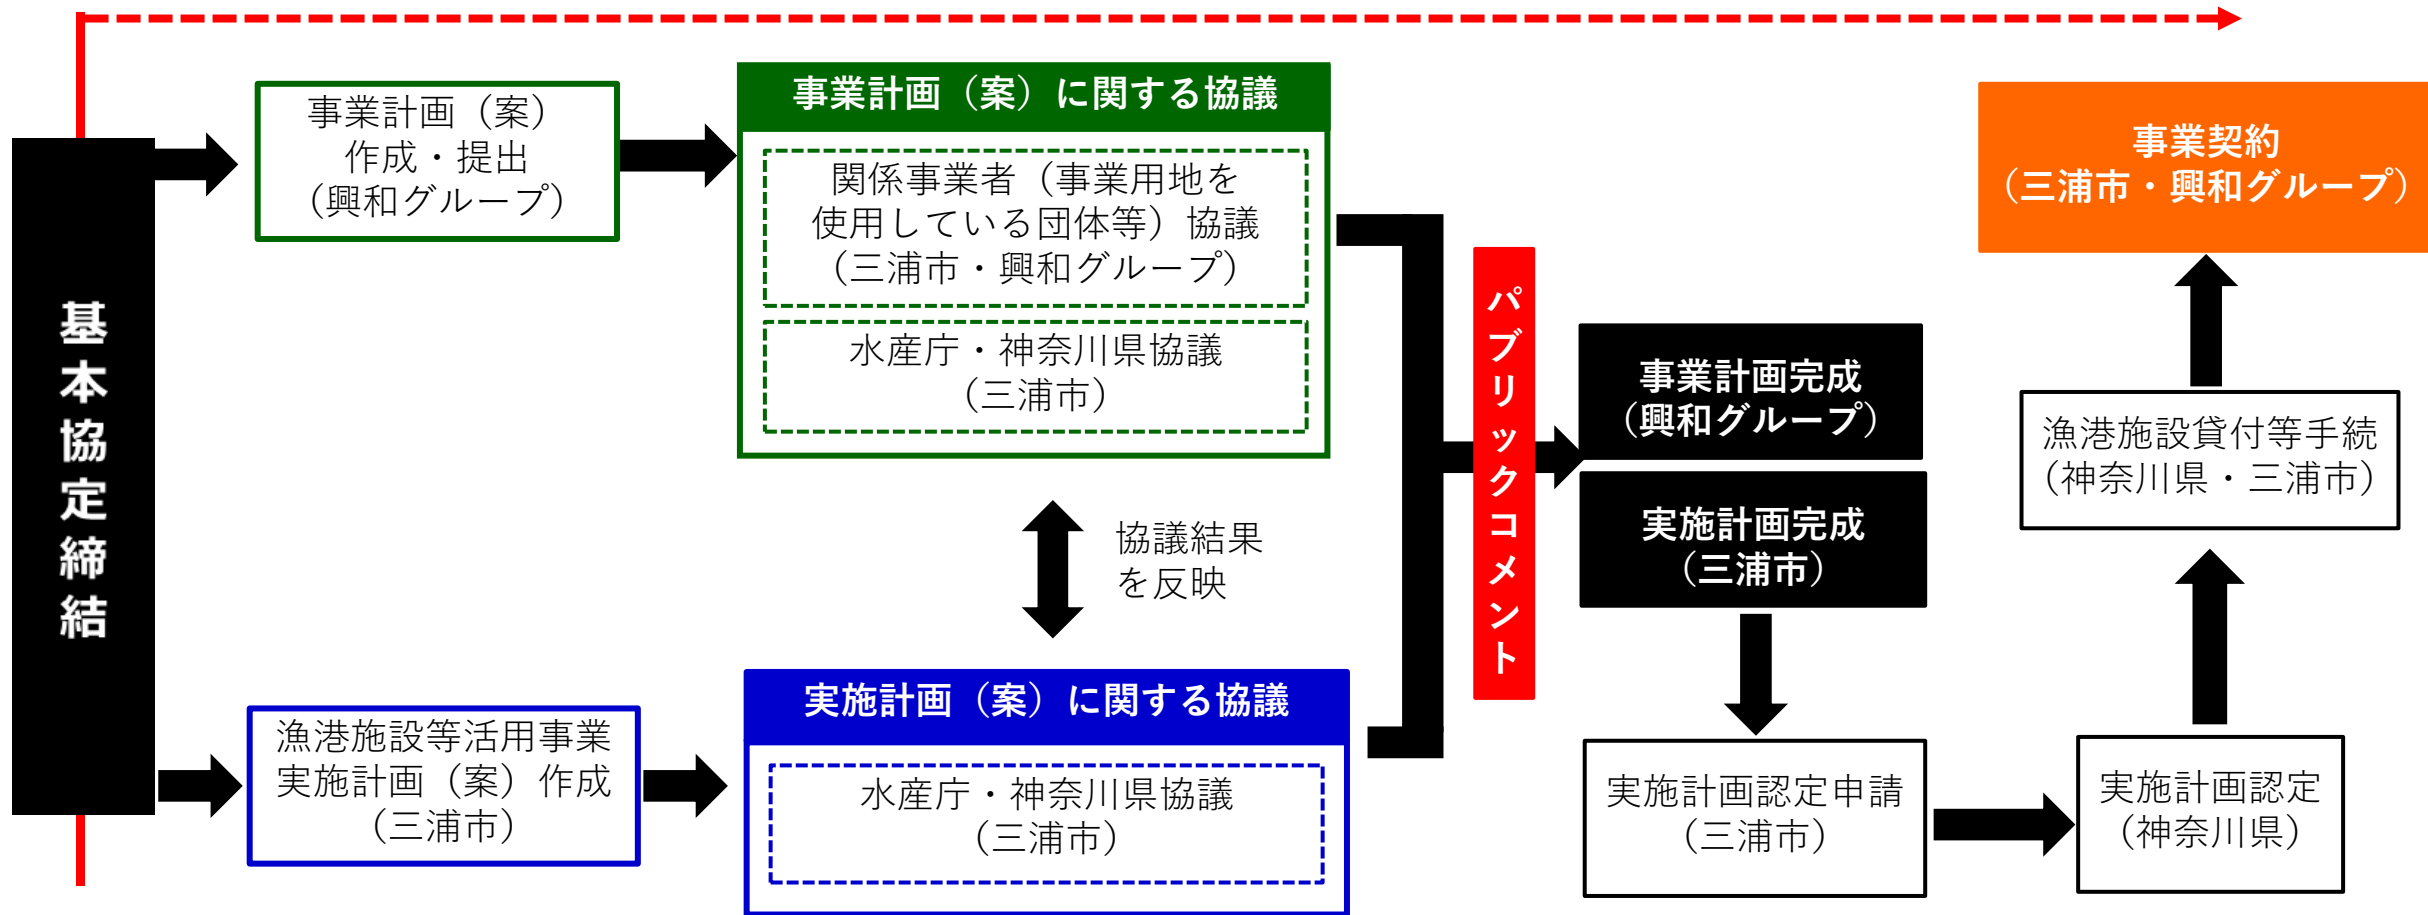 基本協定締結
事業計画（案）
作成・提出
（興和グループ）
事業計画（案）に関する協議
関係事業者（事業用地を
使用している団体等）協議
（三浦市・興和グループ）
水産庁・神奈川県協議
（三浦市）
協議結果
を反映
漁港施設等活用事業
実施計画（案）作成
（三浦市）
実施計画（案）に関する協議
水産庁・神奈川県協議
（三浦市）
パブリックコメント
事業計画完成
（興和グループ）
実施計画完成
（三浦市）
実施計画認定申請
（三浦市）
実施計画認定
（神奈川県）
漁港施設貸付等手続
（神奈川県・三浦市）
事業契約
（三浦市・興和グループ）